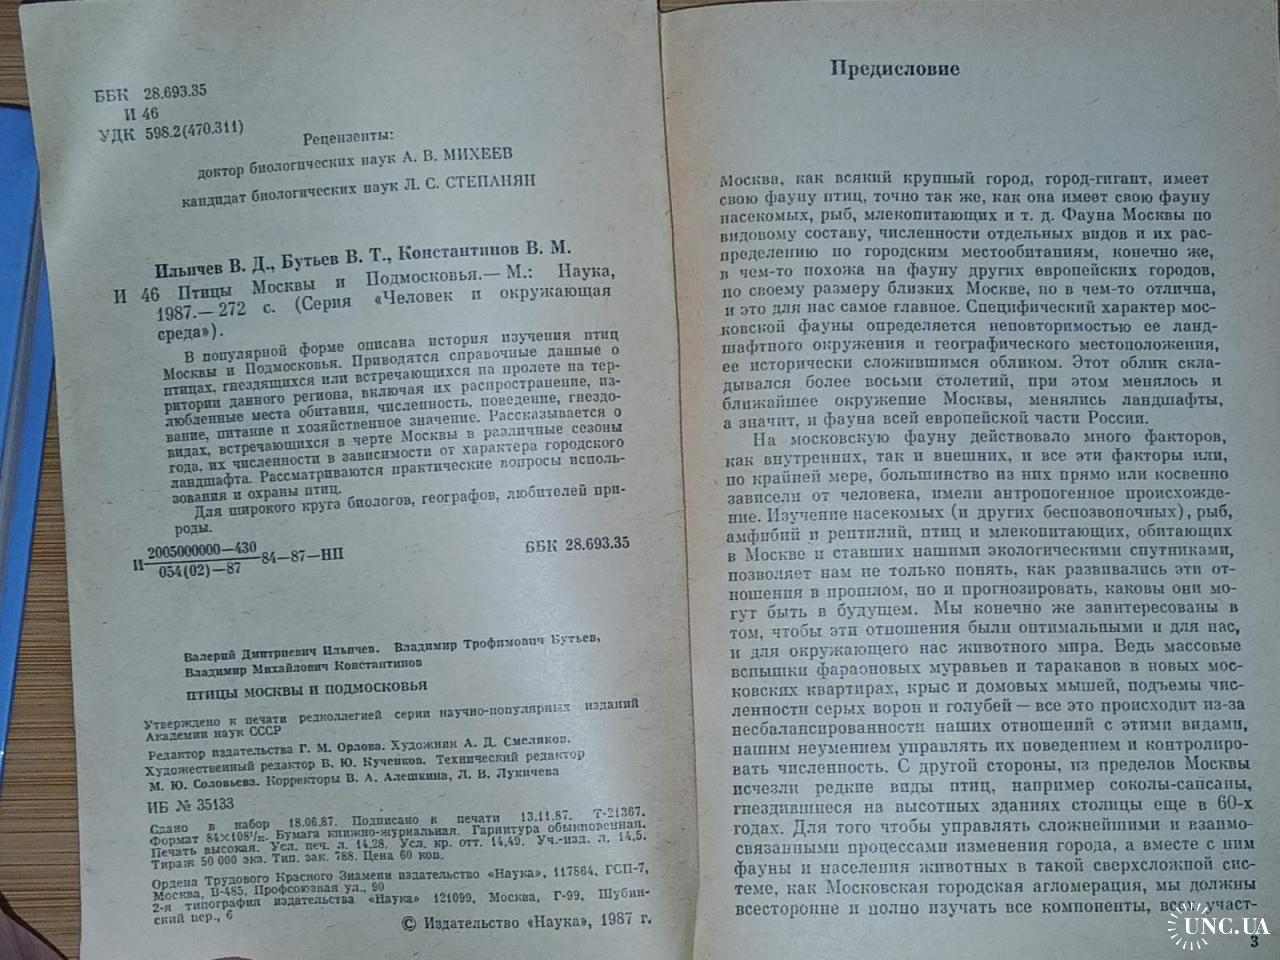 ББК 28.693.35
И 46
УДК 598.2(470.311)
Рецензенты:
доктор биологических наук А. В. МИХЕЕВ
кандидат биологических наук Л. С. СТЕПАНЯН
Ильичев В. Д., Бутьев В. Т., Константинов В. М.
И 46 Птицы Москвы и Подмосковья.— М.: Наука,
1987.— 272 с. (Серия «Человек и окружающая
среда»).
В популярной форме описана история изучения птиц
Москвы и Подмосковья. Приводятся справочные данные о
птицах, гнездящихся или встречающихся на пролете на тер-
ритории данного региона, включая их распространение, из-
любленные места обитания, численность, поведение, гнездо-
вание, питание и хозяйственное значение. Рассказывается о
видах, встречающихся в черте Москвы в различные сезоны
года, их численности в зависимости от характера городского
ландшафта. Рассматриваются практические вопросы исполь-
зования и охраны птиц.
Для широкого круга биологов, географов, любителей при-
роды.
И 2005000000—430
054(02)—87 84—87—НП
ББК 28.693.35
Валерий Дмитриевич Ильичев. Владимир Трофимович Бутьев,
Владимир Михайлович Константинов
ПТИЦЫ МОСКВЫ И ПОДМОСКОВЬЯ
Утверждено к печати редколлегией серии научно-популярных изданий
Академии наук СССР
Редактор издательства Г. М. Орлова. Художник А. Д. Смеляков.
Художественный редактор В. Ю. Кученков. Технический редактор
М. Ю. Соловьева. Корректоры В. А. Алешкина, Л. В. Лукичева
ИБ № 35133
Сдано в набор 18.06.87. Подписано к печати 13.11.87. Т-21367.
Формат 84×108¹/₃₂. Бумага книжно-журнальная. Гарнитура обыкновенная.
Печать высокая. Усл. печ. л. 14,28. Усл. кр. отт. 14,49. Уч.-изд. л. 14,5.
Тираж 50 000 экз. Тип. зак. 788. Цена 60 коп.
Ордена Трудового Красного Знамени издательство «Наука», 117864, ГСП-7,
Москва, В-485, Профсоюзная ул., 90
2-я типография издательства «Наука» 121099, Москва, Г-99, Шубин-
ский пер., 6
© Издательство «Наука», 1987 г.
Предисловие
Москва, как всякий крупный город, город-гигант, имеет
свою фауну птиц, точно так же, как она имеет свою фауну
насекомых, рыб, млекопитающих и т. д. Фауна Москвы по
видовому составу, численности отдельных видов и их рас-
пределению по городским местообитаниям, конечно же,
в чем-то похожа на фауну других европейских городов,
по своему размеру близких Москве, но в чем-то отлична,
и это для нас самое главное. Специфический характер мос-
ковской фауны определяется неповторимостью ее ланд-
шафтного окружения и географического местоположения,
ее исторически сложившимся обликом. Этот облик скла-
дывался более восьми столетий, при этом менялось и
ближайшее окружение Москвы, менялись ландшафты,
а значит, и фауна всей европейской части России.
На московскую фауну действовало много факторов,
как внутренних, так и внешних, и все эти факторы или,
по крайней мере, большинство из них прямо или косвенно
зависели от человека, имели антропогенное происхожде-
ние. Изучение насекомых (и других беспозвоночных), рыб,
амфибий и рептилий, птиц и млекопитающих, обитающих
в Москве и ставших нашими экологическими спутниками,
позволяет нам не только понять, как развивались эти от-
ношения в прошлом, но и прогнозировать, каковы они мо-
гут быть в будущем. Мы конечно же заинтересованы в
том, чтобы эти отношения были оптимальными и для нас,
и для окружающего нас животного мира. Ведь массовые
вспышки фараоновых муравьев и тараканов в новых мос-
ковских квартирах, крыс и домовых мышей, подъемы чис-
ленности серых ворон и голубей — все это происходит из-за
несбалансированности наших отношений с этими видами,
нашим неумением управлять их поведением и контролиро-
вать численность. С другой стороны, из пределов Москвы
исчезли редкие виды птиц, например соколы-сапсаны,
гнездившиеся на высотных зданиях столицы еще в 60-х
годах. Для того чтобы управлять сложнейшими и взаимо-
связанными процессами изменения города, а вместе с ним
фауны и населения животных в такой сверхсложной сис-
теме, как Московская городская агломерация, мы должны
всесторонне и полно изучать все компоненты, всех участ-
3
UNC.UA